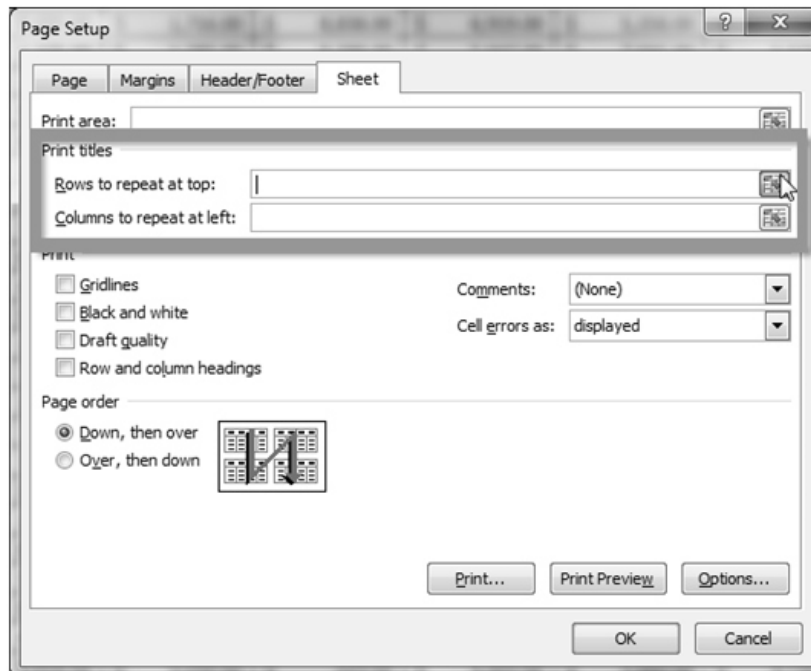 Page Setup
?
Page Margins Header/Footer Sheet
Print area:
Print titles
Rows to repeat at top:
Columns to repeat at left:
Print
Gridlines
Black and white
Draft quality
Row and column headings
Comments: (None)
Cell errors as: displayed
Page order
Down, then over
Over, then down
Print... Print Preview Options...
OK Cancel